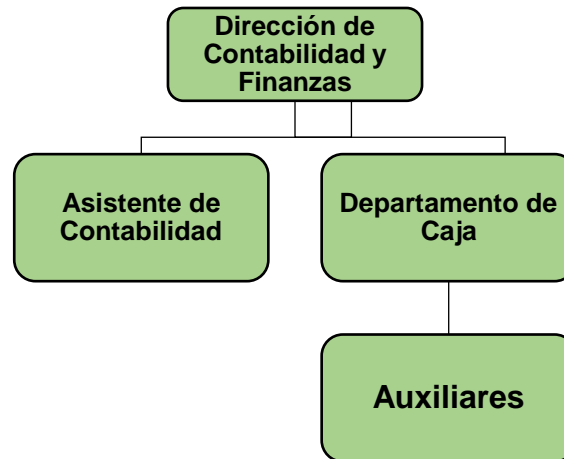 Dirección de
Contabilidad y
Finanzas
Asistente de
Contabilidad
Departamento de
Caja
Auxiliares